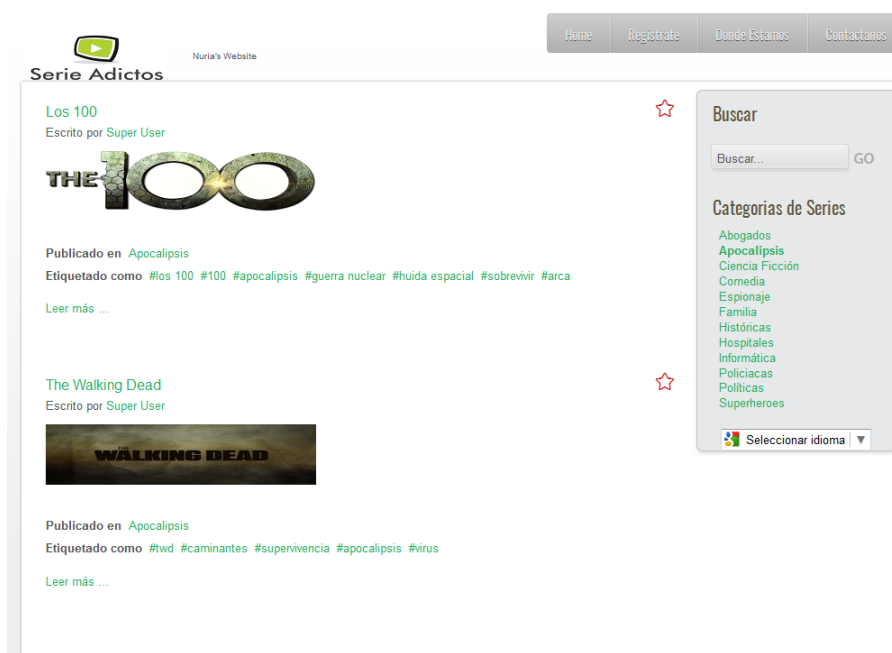 Home Registrate Donde Estamos Contactanos
Serie Adictos
Nuria's Website
Los 100
Escrito por Super User
THE 100
Publicado en Apocalipsis
Etiquetado como #los 100 #100 #apocalipsis #guerra nuclear #huida espacial #sobrevivir #arca
Leer más ...
The Walking Dead
Escrito por Super User
THE WALKING DEAD
Publicado en Apocalipsis
Etiquetado como #twd #caminantes #supervivencia #apocalipsis #virus
Leer más ...
Buscar
Buscar... GO
Categorias de Series
Abogados
Apocalipsis
Ciencia Ficción
Comedia
Espionaje
Familia
Históricas
Hospitales
Informática
Policiacas
Políticas
Superheroes
Seleccionar idioma ▼